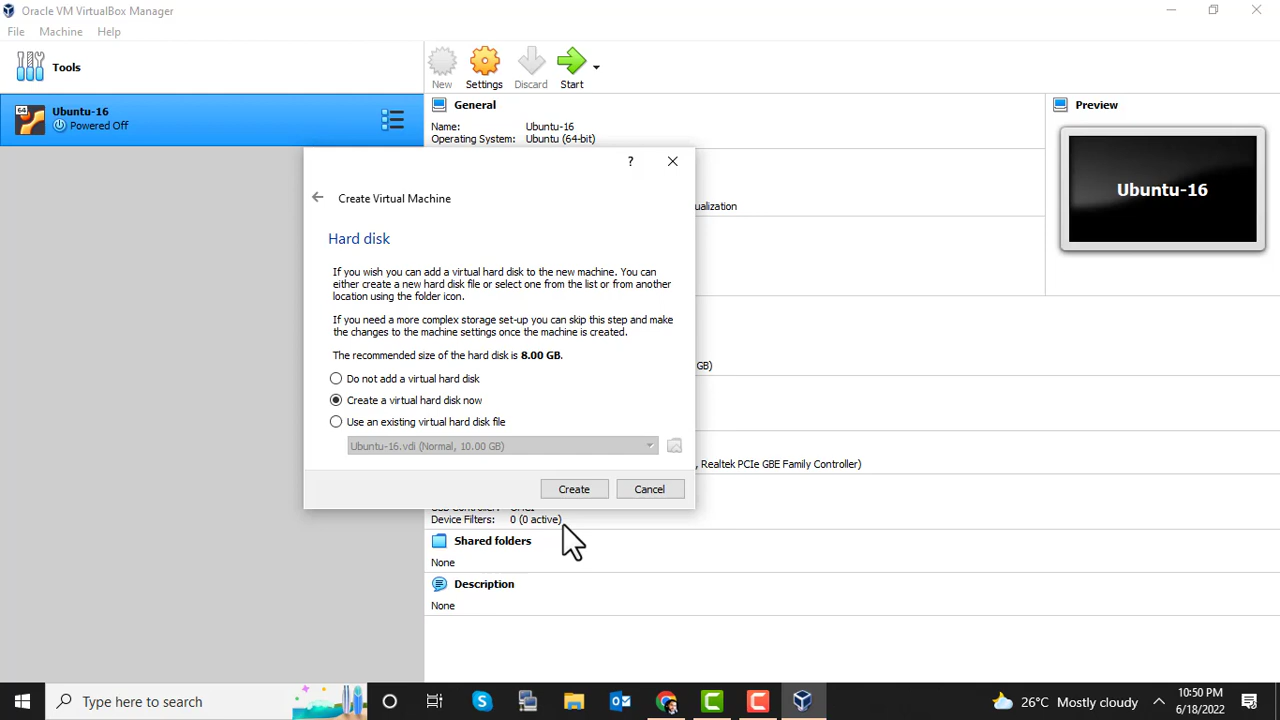 Oracle VM VirtualBox Manager
File Machine Help
Tools
New Settings Discard Start
64 Ubuntu-16
Powered Off
General
Name: Ubuntu-16
Operating System: Ubuntu (64-bit)
Preview
Ubuntu-16
?
Create Virtual Machine
Hard disk
If you wish you can add a virtual hard disk to the new machine. You can
either create a new hard disk file or select one from the list or from another
location using the folder icon.
If you need a more complex storage set-up you can skip this step and make
the changes to the machine settings once the machine is created.
The recommended size of the hard disk is 8.00 GB.
Do not add a virtual hard disk
Create a virtual hard disk now
Use an existing virtual hard disk file
Ubuntu-16.vdi (Normal, 10.00 GB)
Create Cancel
ualization
GB)
, Realtek PCIe GBE Family Controller)
Device Filters: 0 (0 active)
Shared folders
None
Description
None
Type here to search
26°C Mostly cloudy
10:50 PM
6/18/2022